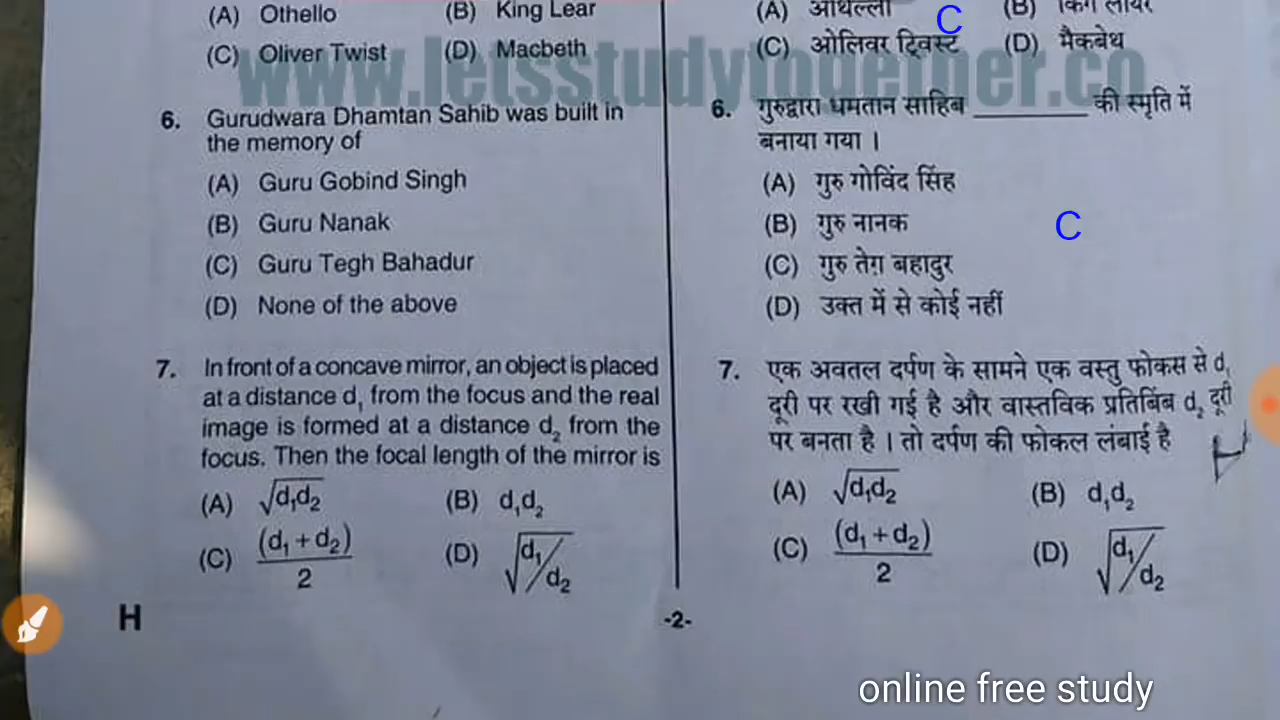 (A) Othello (B) King Lear
(C) Oliver Twist (D) Macbeth
6. Gurudwara Dhamtan Sahib was built in
the memory of
(A) Guru Gobind Singh
(B) Guru Nanak
(C) Guru Tegh Bahadur
(D) None of the above
7. In front of a concave mirror, an object is placed
at a distance d₁ from the focus and the real
image is formed at a distance d₂ from the
focus. Then the focal length of the mirror is
(A) √d₁d₂ (B) d₁d₂
(C) (d₁ + d₂)/2 (D) √d₁/d₂
H
(A) ओथेल्लो (B) किंग लीयर
C
(C) ओलिवर ट्विस्ट (D) मैकबेथ
6. गुरुद्वारा धमतान साहिब ________ की स्मृति में
बनाया गया ।
(A) गुरु गोविंद सिंह
(B) गुरु नानक
C
(C) गुरु तेग़ बहादुर
(D) उक्त में से कोई नहीं
7. एक अवतल दर्पण के सामने एक वस्तु फोकस से d₁
दूरी पर रखी गई है और वास्तविक प्रतिबिंब d₂ दूरी
पर बनता है । तो दर्पण की फोकल लंबाई है
(A) √d₁d₂ (B) d₁d₂
(C) (d₁ + d₂)/2 (D) √d₁/d₂
-2-
www.letsstudytogether.co
online free study